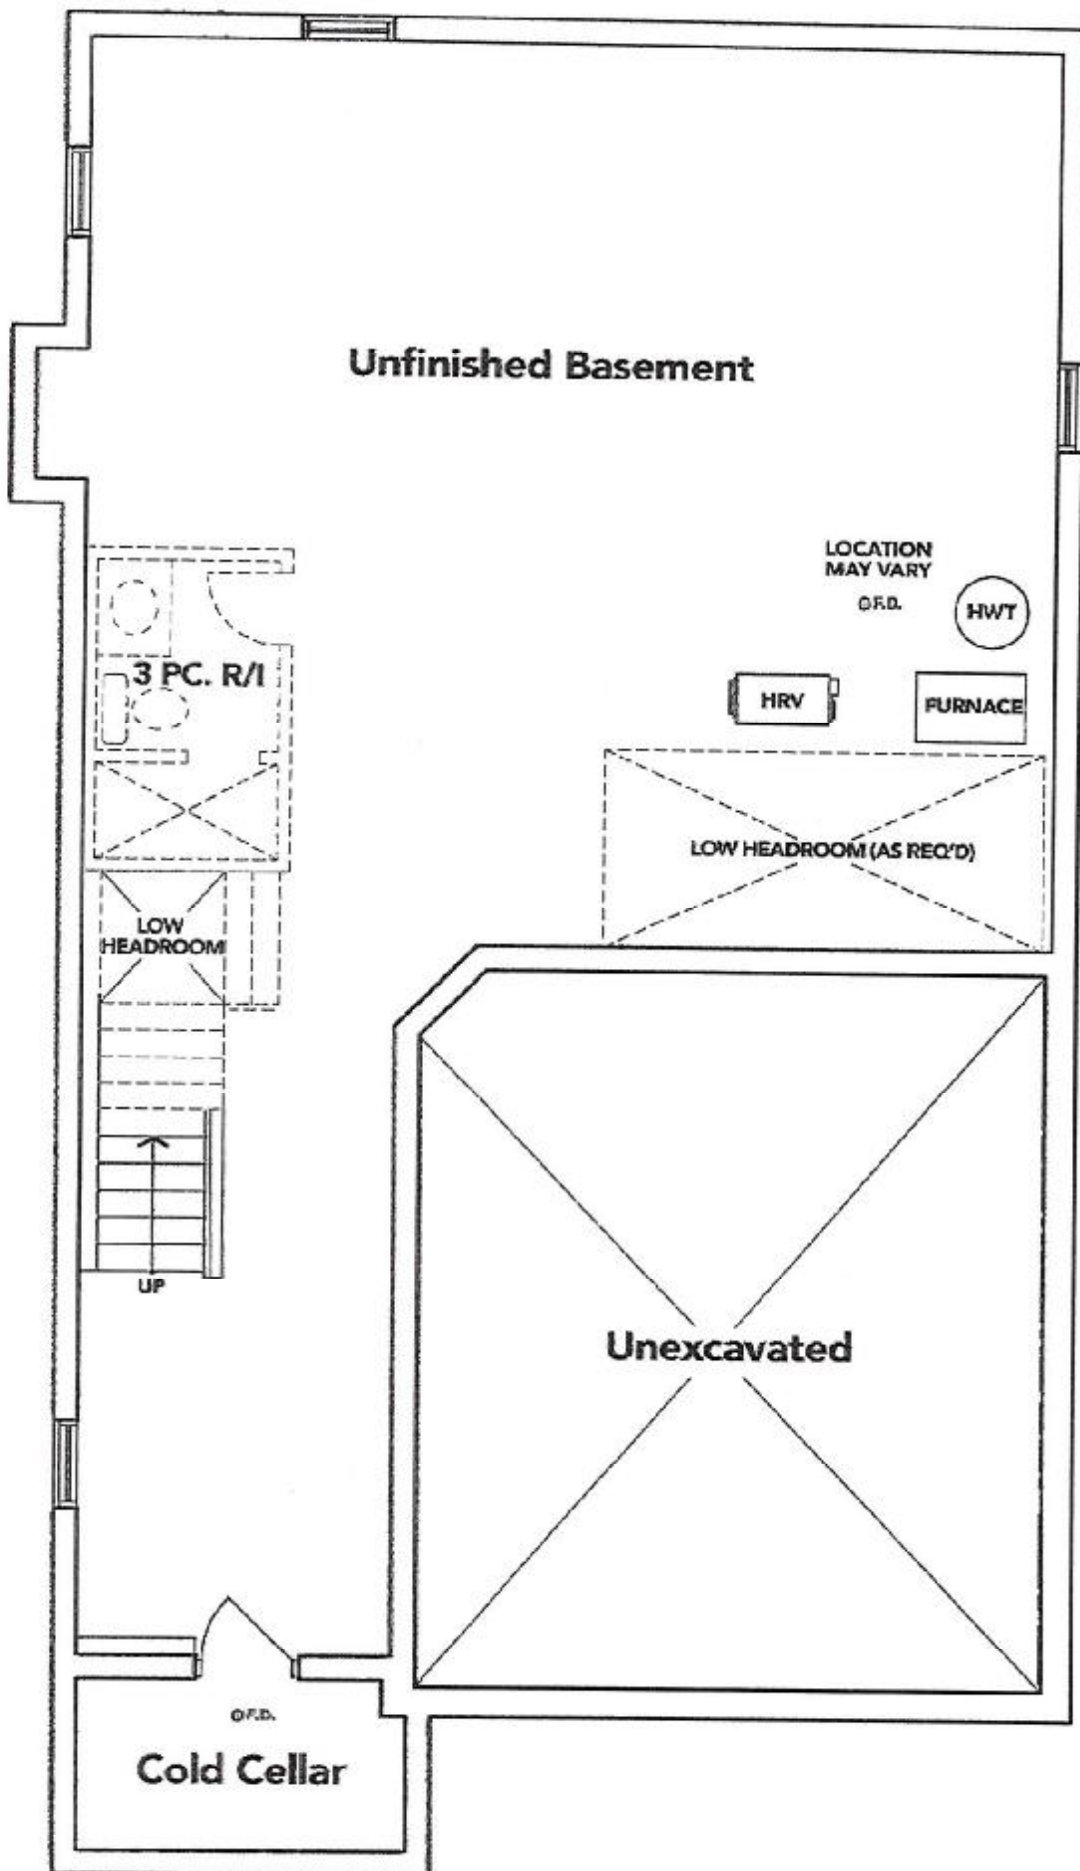 Unfinished Basement
LOCATION
MAY VARY
F.D.
HWT
3 PC. R/I
HRV
FURNACE
LOW HEADROOM (AS REQ'D)
LOW
HEADROOM
UP
Unexcavated
F.D.
Cold Cellar